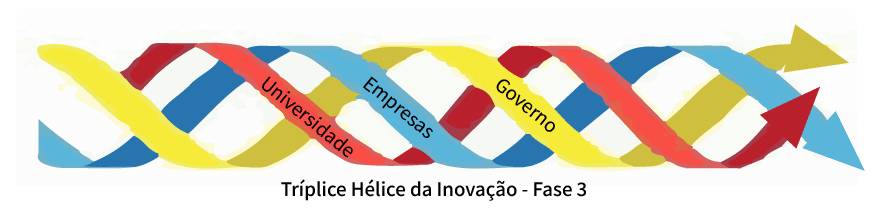 Universidade
Empresas
Governo
Tríplice Hélice da Inovação - Fase 3